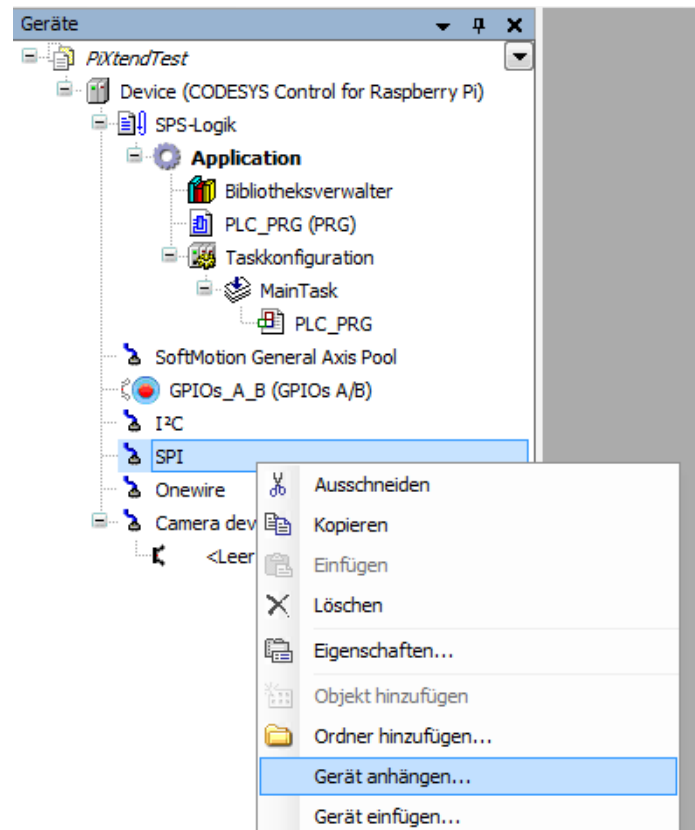 Geräte
PiXtendTest
Device (CODESYS Control for Raspberry Pi)
SPS-Logik
Application
Bibliotheksverwalter
PLC_PRG (PRG)
Taskkonfiguration
MainTask
PLC_PRG
SoftMotion General Axis Pool
GPIOs_A_B (GPIOs A/B)
I²C
SPI
Onewire
Camera dev
<Leer
Ausschneiden
Kopieren
Einfügen
Löschen
Eigenschaften...
Objekt hinzufügen
Ordner hinzufügen...
Gerät anhängen...
Gerät einfügen...